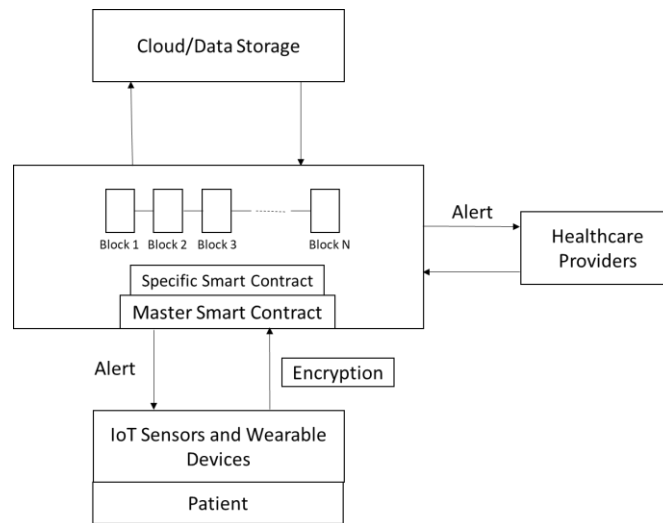 Cloud/Data Storage
Block 1
Block 2
Block 3
Block N
Specific Smart Contract
Master Smart Contract
Alert
Healthcare
Providers
Alert
Encryption
IoT Sensors and Wearable
Devices
Patient